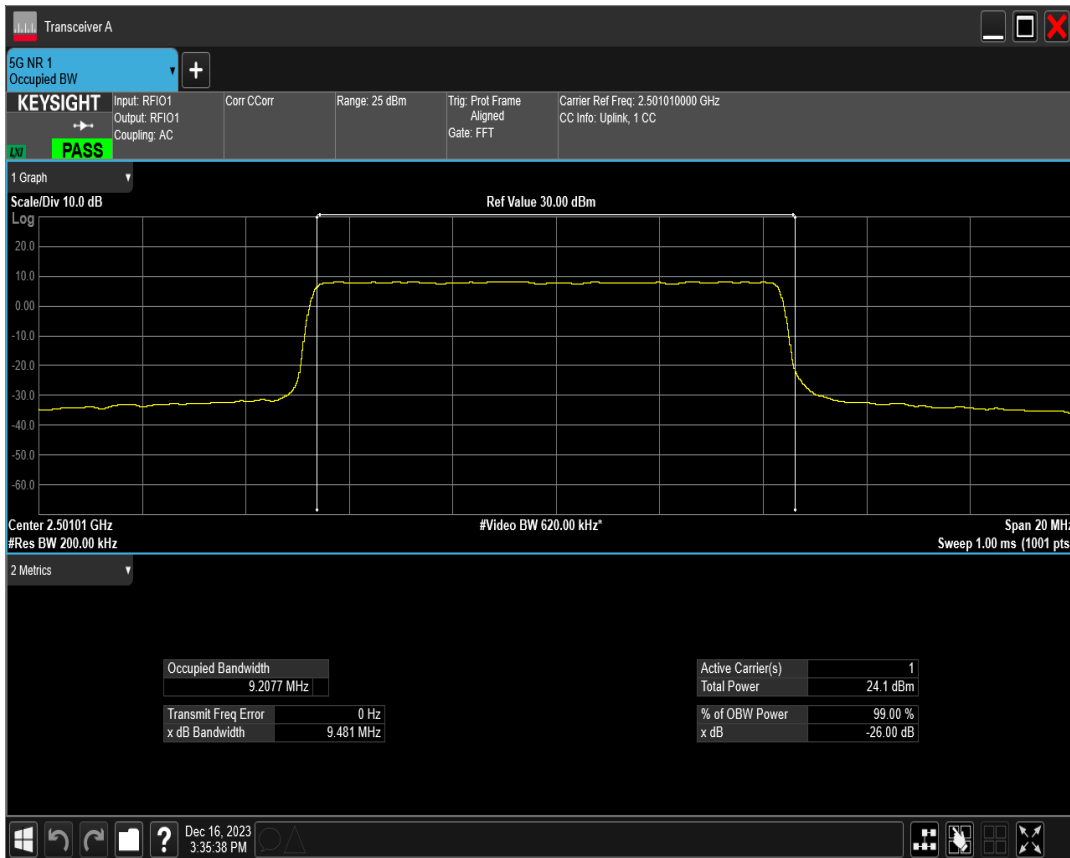 Transceiver A
5G NR 1
Occupied BW
KEYSIGHT
LXI
PASS
Input: RFIO1
Output: RFIO1
Coupling: AC
Corr CCorr
Range: 25 dBm
Trig: Prot Frame
Aligned
Gate: FFT
Carrier Ref Freq: 2.501010000 GHz
CC Info: Uplink, 1 CC
1 Graph
Scale/Div 10.0 dB
Ref Value 30.00 dBm
Log
20.0
10.0
0.00
-10.0
-20.0
-30.0
-40.0
-50.0
-60.0
Center 2.50101 GHz
#Video BW 620.00 kHz*
Span 20 MHz
#Res BW 200.00 kHz
Sweep 1.00 ms (1001 pts
2 Metrics
Occupied Bandwidth
9.2077 MHz
Transmit Freq Error 0 Hz
x dB Bandwidth 9.481 MHz
Active Carrier(s) 1
Total Power 24.1 dBm
% of OBW Power 99.00 %
x dB -26.00 dB
?
Dec 16, 2023
3:35:38 PM